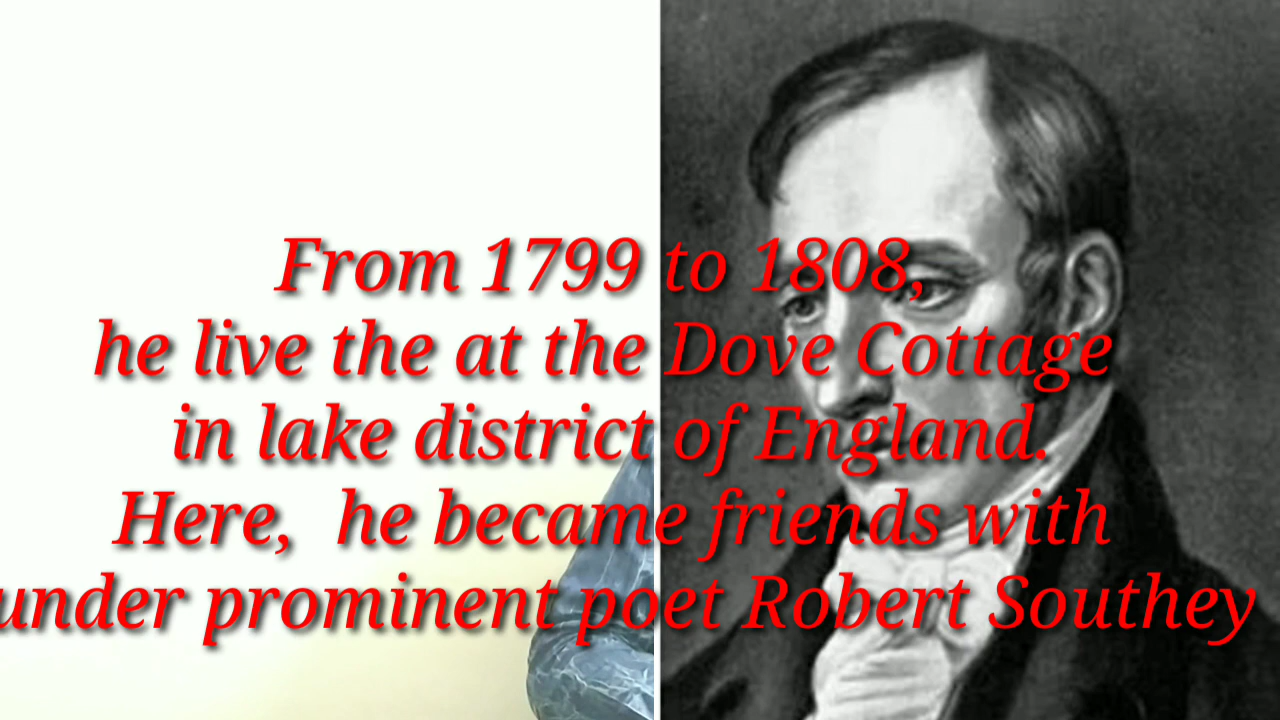 From 1799 to 1808,
he live the at the Dove Cottage
in lake district of England.
Here, he became friends with
under prominent poet Robert Southey